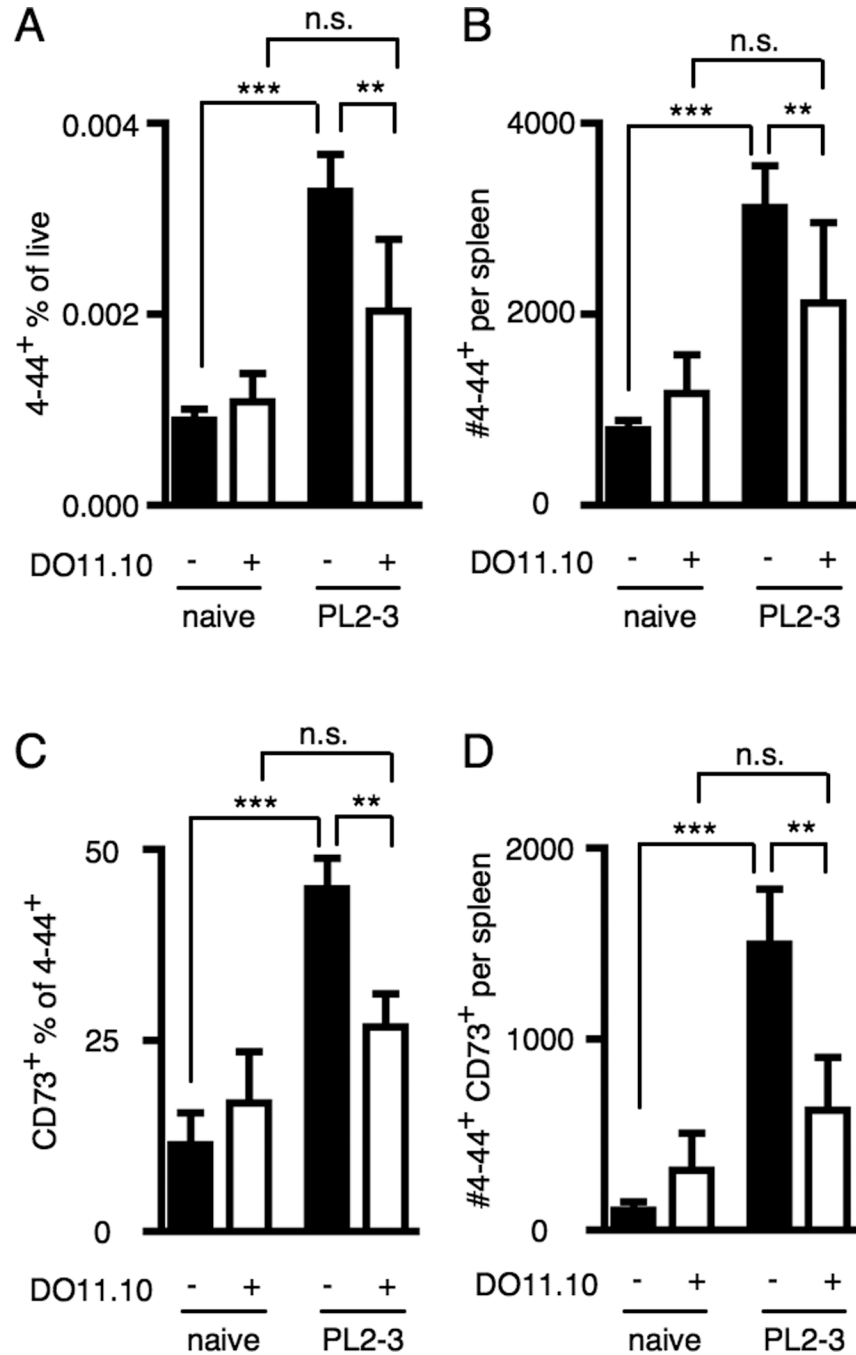 A
n.s.
***
**
0.004
0.002
0.000
4-44+ % of live
DO11.10 - + - +
naive PL2-3
B
n.s.
***
**
4000
2000
0
#4-44+ per spleen
DO11.10 - + - +
naive PL2-3
C
n.s.
***
**
50
25
0
CD73+ % of 4-44+
DO11.10 - + - +
naive PL2-3
D
n.s.
***
**
2000
1000
0
#4-44+ CD73+ per spleen
DO11.10 - + - +
naive PL2-3